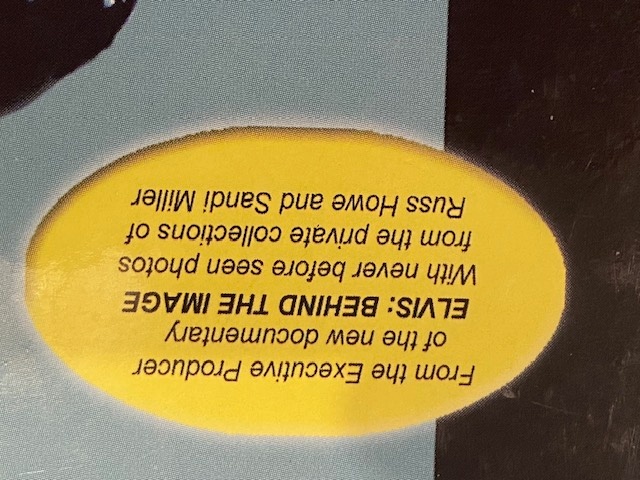 From the Executive Producer
of the new documentary
ELVIS: BEHIND THE IMAGE
With never before seen photos
from the private collections of
Russ Howe and Sandi Miller